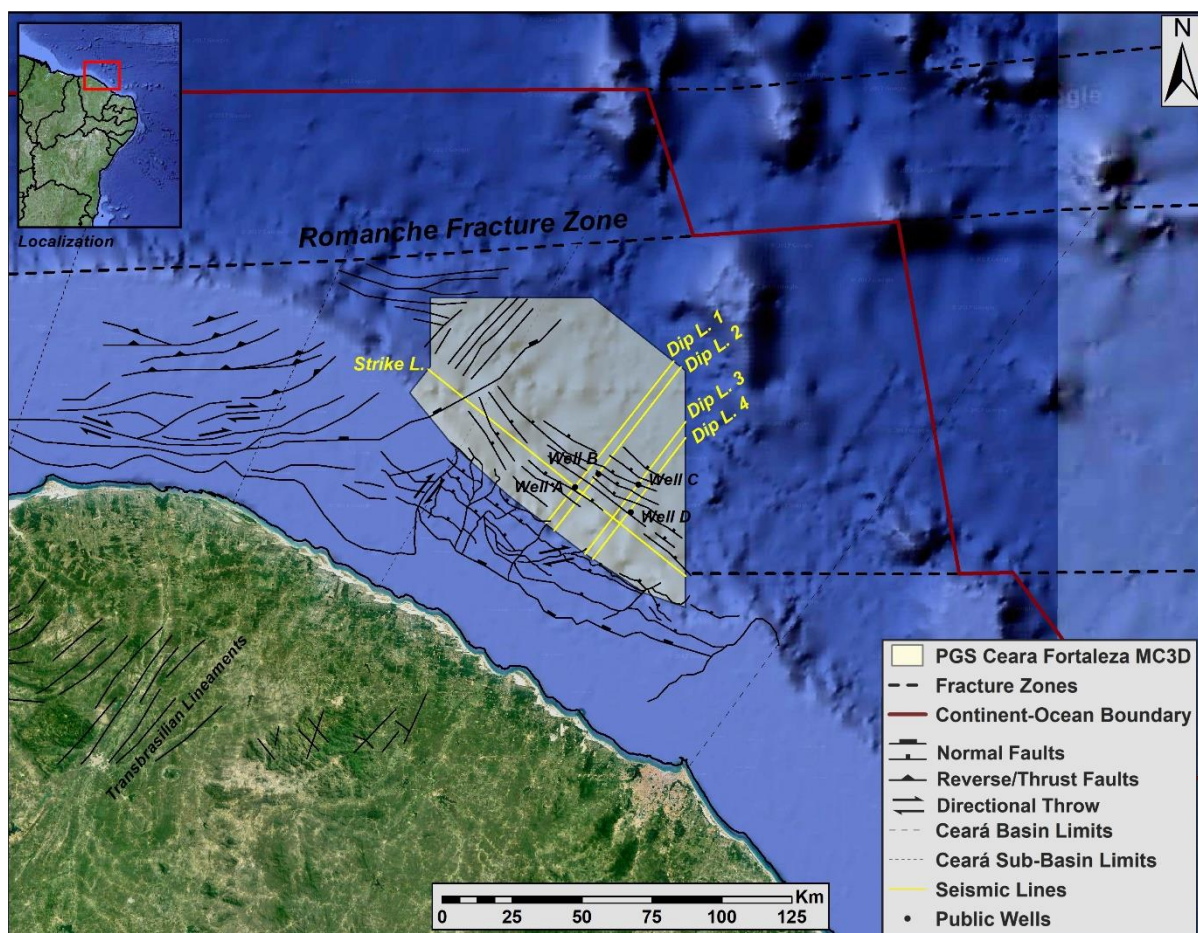 N
Localization
Google
Romanche Fracture Zone
Strike L.
Dip L. 1
Dip L. 2
Dip L. 3
Dip L. 4
Well B
Well A
Well C
Well D
Transbrasilian Lineaments
PGS Ceara Fortaleza MC3D
Fracture Zones
Continent-Ocean Boundary
Normal Faults
Reverse/Thrust Faults
Directional Throw
Ceará Basin Limits
Ceará Sub-Basin Limits
Seismic Lines
Public Wells
Km
0 25 50 75 100 125